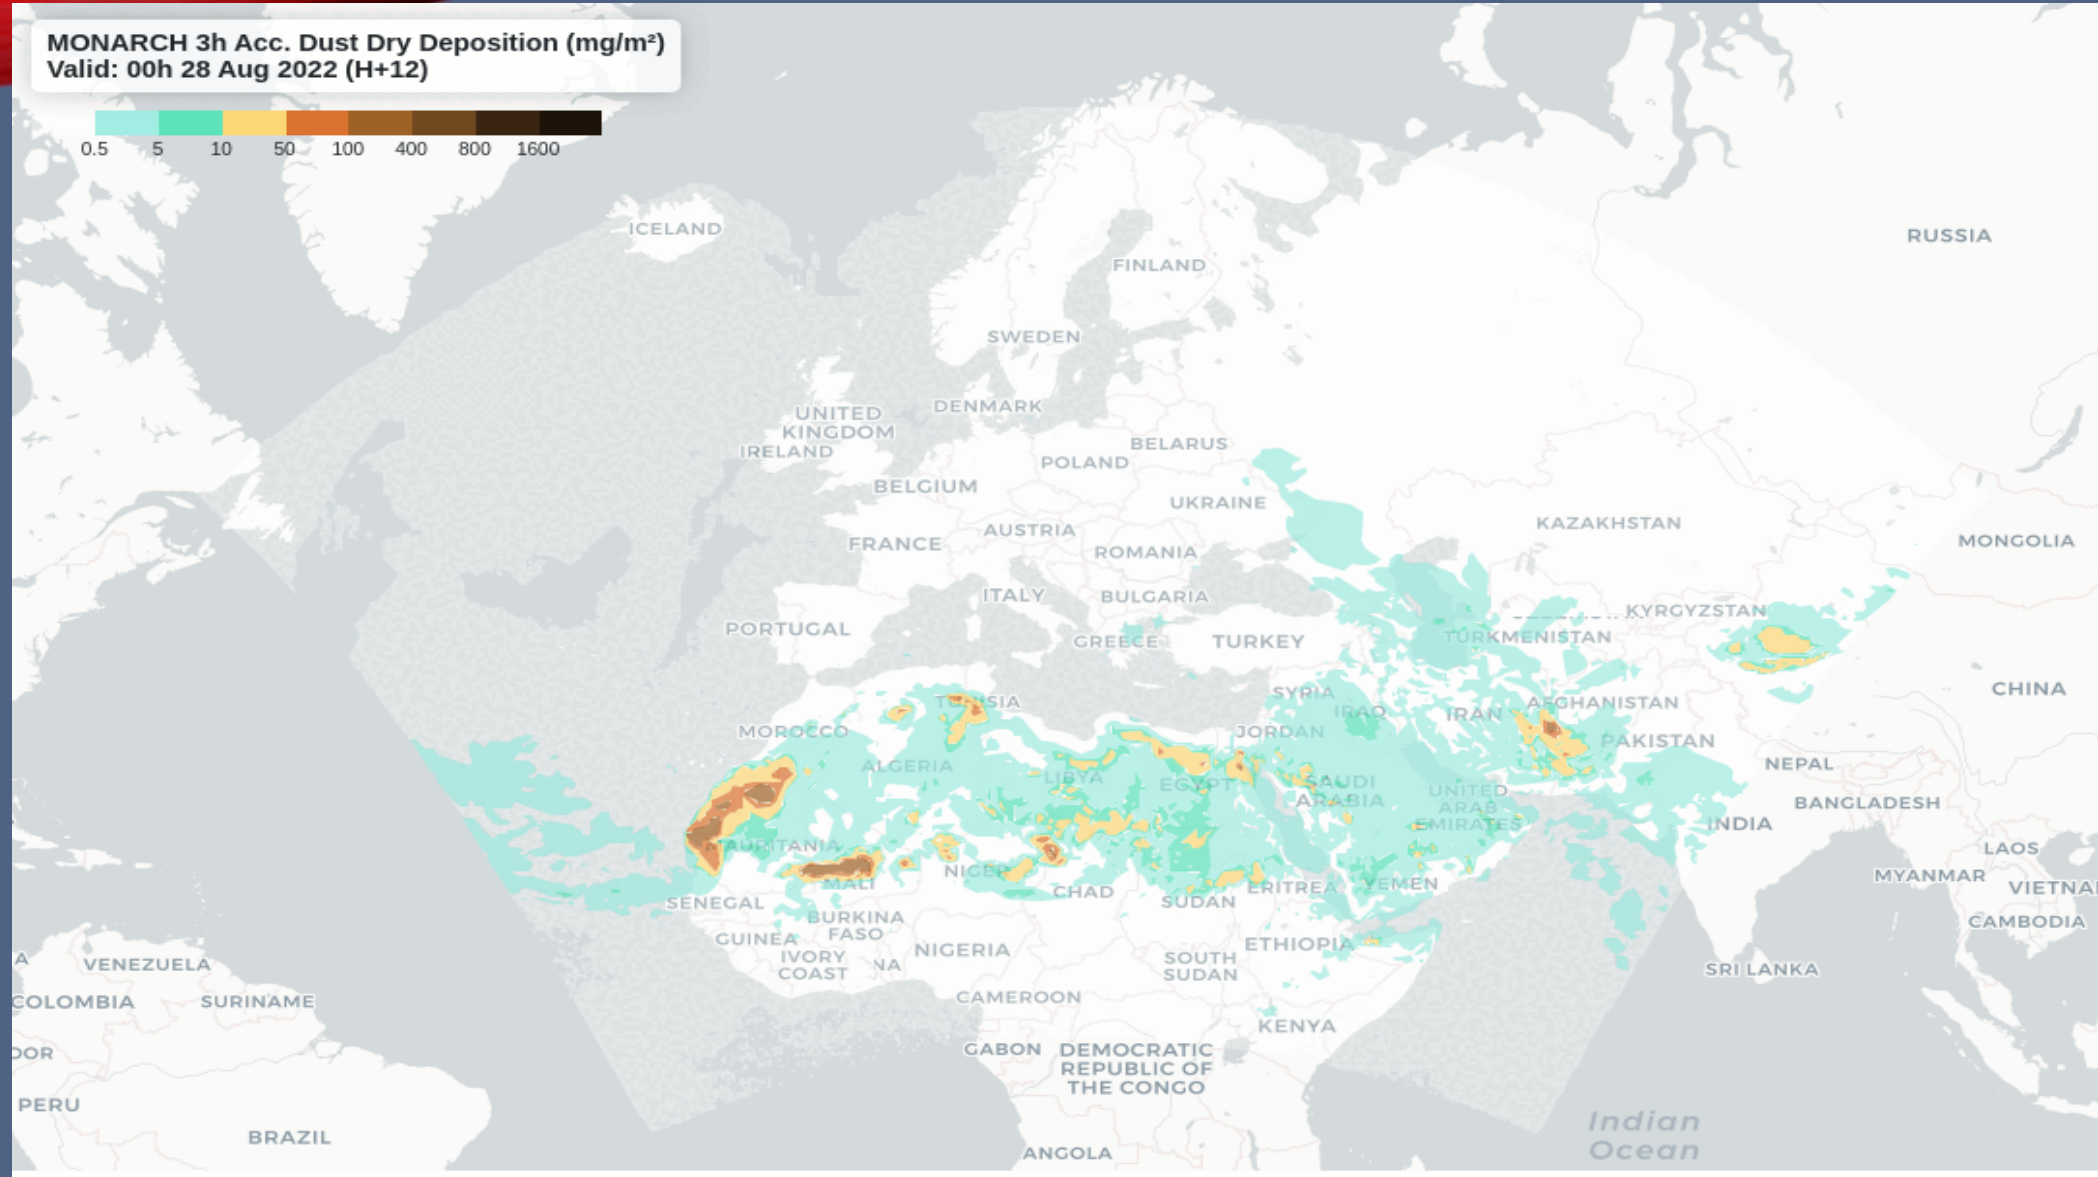 MONARCH 3h Acc. Dust Dry Deposition (mg/m²)
Valid: 00h 28 Aug 2022 (H+12)
0.5 5 10 50 100 400 800 1600
ICELAND
RUSSIA
FINLAND
SWEDEN
DENMARK
UNITED
KINGDOM
IRELAND
BELARUS
POLAND
BELGIUM
UKRAINE
AUSTRIA
FRANCE
ROMANIA
KAZAKHSTAN
MONGOLIA
ITALY
BULGARIA
KYRGYZSTAN
PORTUGAL
GREECE
TURKEY
TURKMENISTAN
CHINA
SYRIA
TUNISIA
IRAQ
IRAN
AFGHANISTAN
MOROCCO
JORDAN
PAKISTAN
ALGERIA
LIBYA
EGYPT
NEPAL
SAUDI
ARABIA
UNITED
ARAB
EMIRATES
BANGLADESH
INDIA
MAURITANIA
LAOS
MALI
NIGER
CHAD
ERITREA
YEMEN
MYANMAR
VIETNA
SENEGAL
SUDAN
BURKINA
FASO
CAMBODIA
GUINEA
NIGERIA
ETHIOPIA
IVORY
COAST
NA
SOUTH
SUDAN
A
VENEZUELA
SRI LANKA
COLOMBIA
SURINAME
CAMEROON
KENYA
GABON
DEMOCRATIC
REPUBLIC OF
THE CONGO
DOR
PERU
BRAZIL
Indian
Ocean
ANGOLA